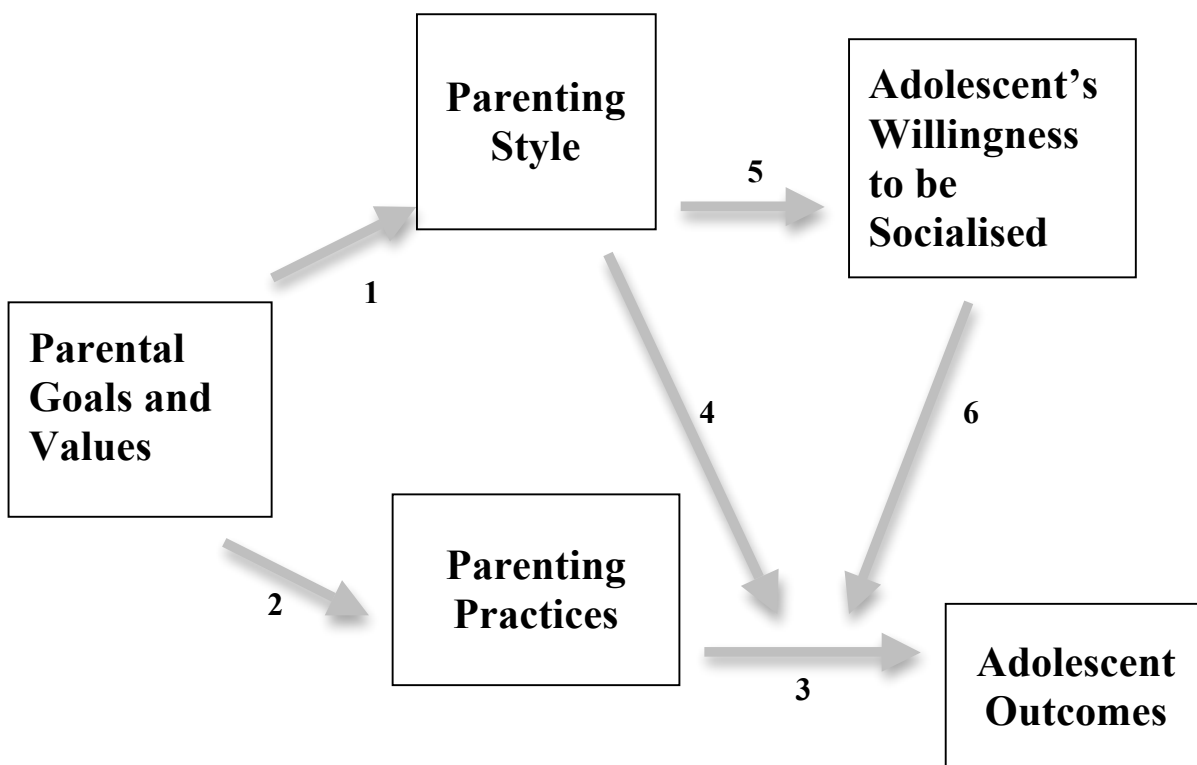 Parenting
Style
Adolescent’s
Willingness
to be
Socialised
5
1
Parental
Goals and
Values
4
6
Parenting
Practices
2
3
Adolescent
Outcomes